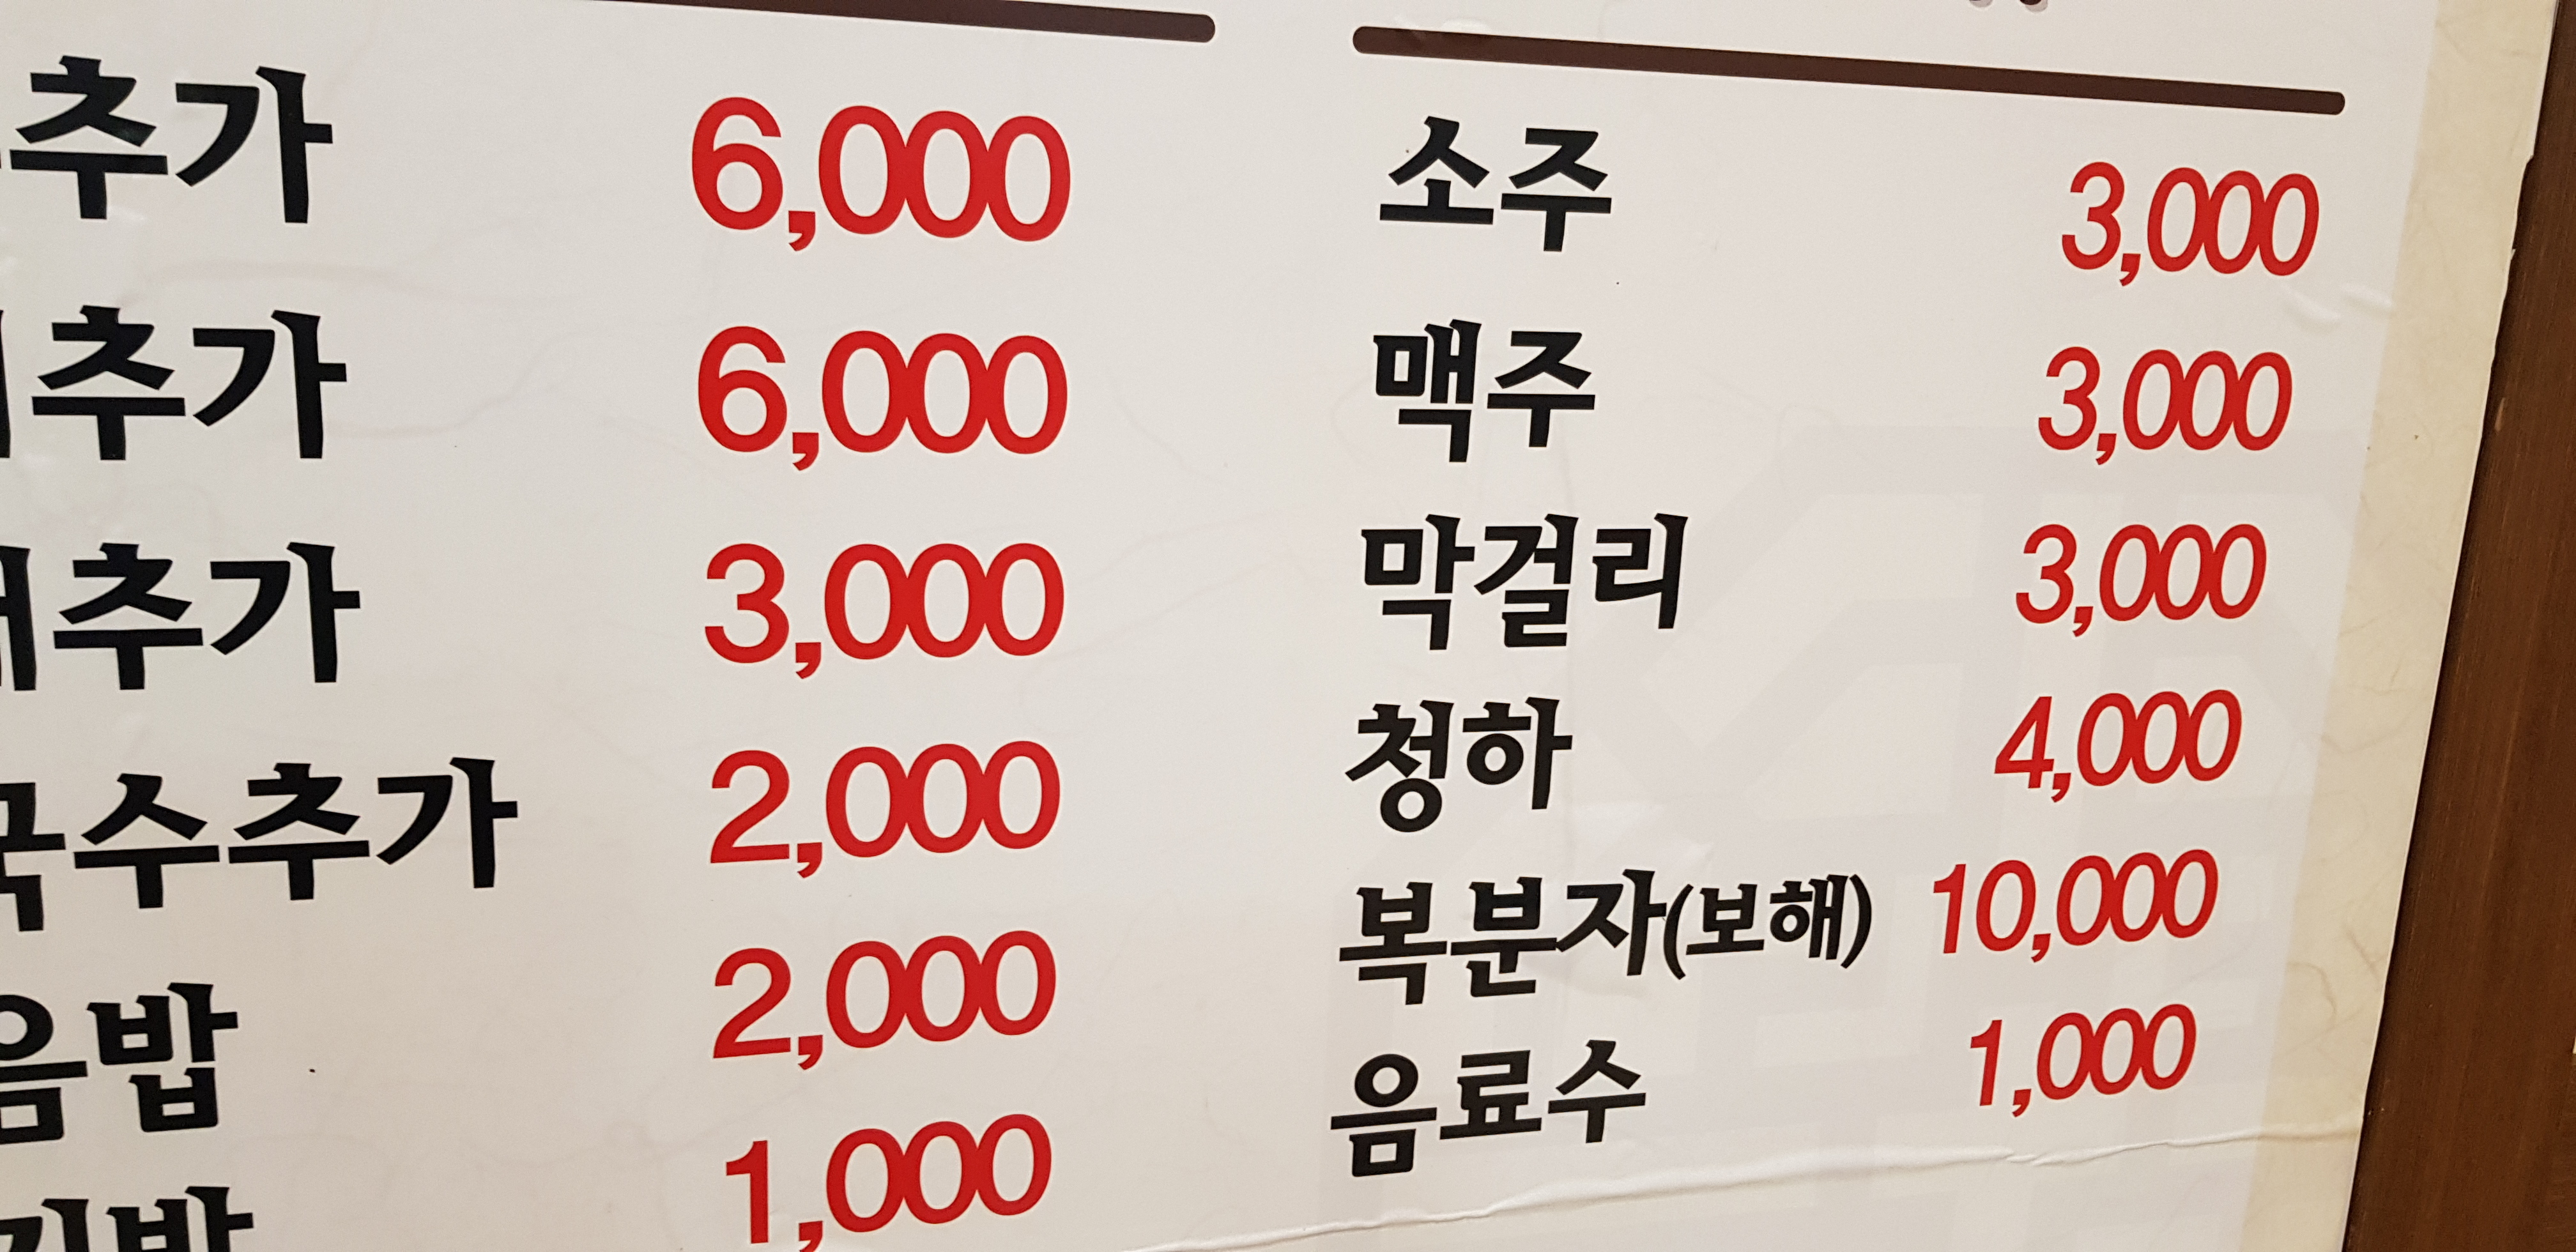 추가 6,000
추가 6,000
추가 3,000
국수추가 2,000
음밥 2,000
1,000
소주 3,000
맥주 3,000
막걸리 3,000
청하 4,000
복분자(보해) 10,000
음료수 1,000